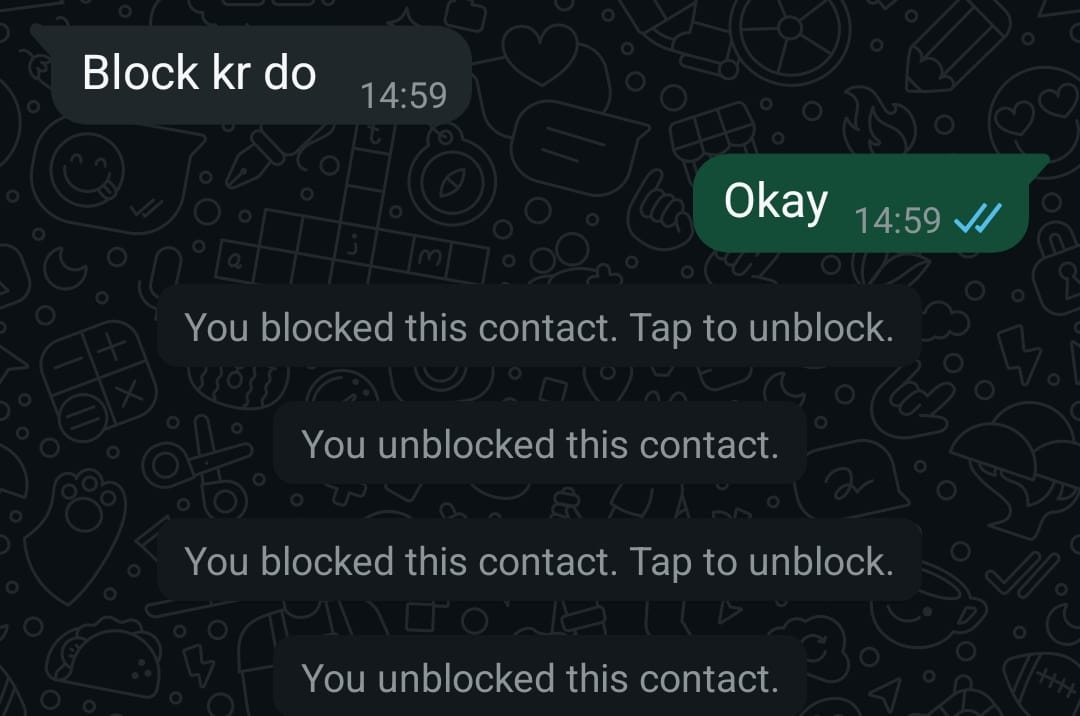 Block kr do 14:59
Okay 14:59
You blocked this contact. Tap to unblock.
You unblocked this contact.
You blocked this contact. Tap to unblock.
You unblocked this contact.